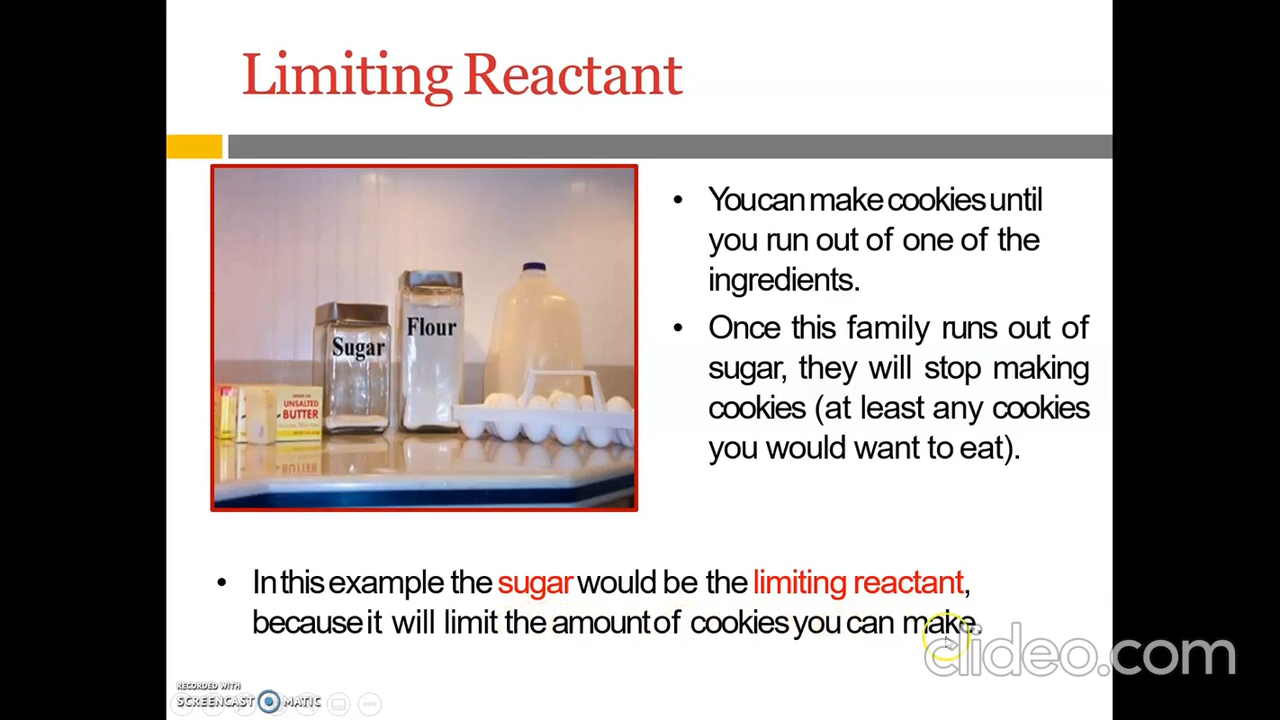 Limiting Reactant
Sugar
Flour
UNSALTED
BUTTER
BUTTER
• You can make cookies until
you run out of one of the
ingredients.
• Once this family runs out of
sugar, they will stop making
cookies (at least any cookies
you would want to eat).
• In this example the sugar would be the limiting reactant,
because it will limit the amount of cookies you can make.
RECORDED WITH
SCREENCAST MATIC
clideo.com